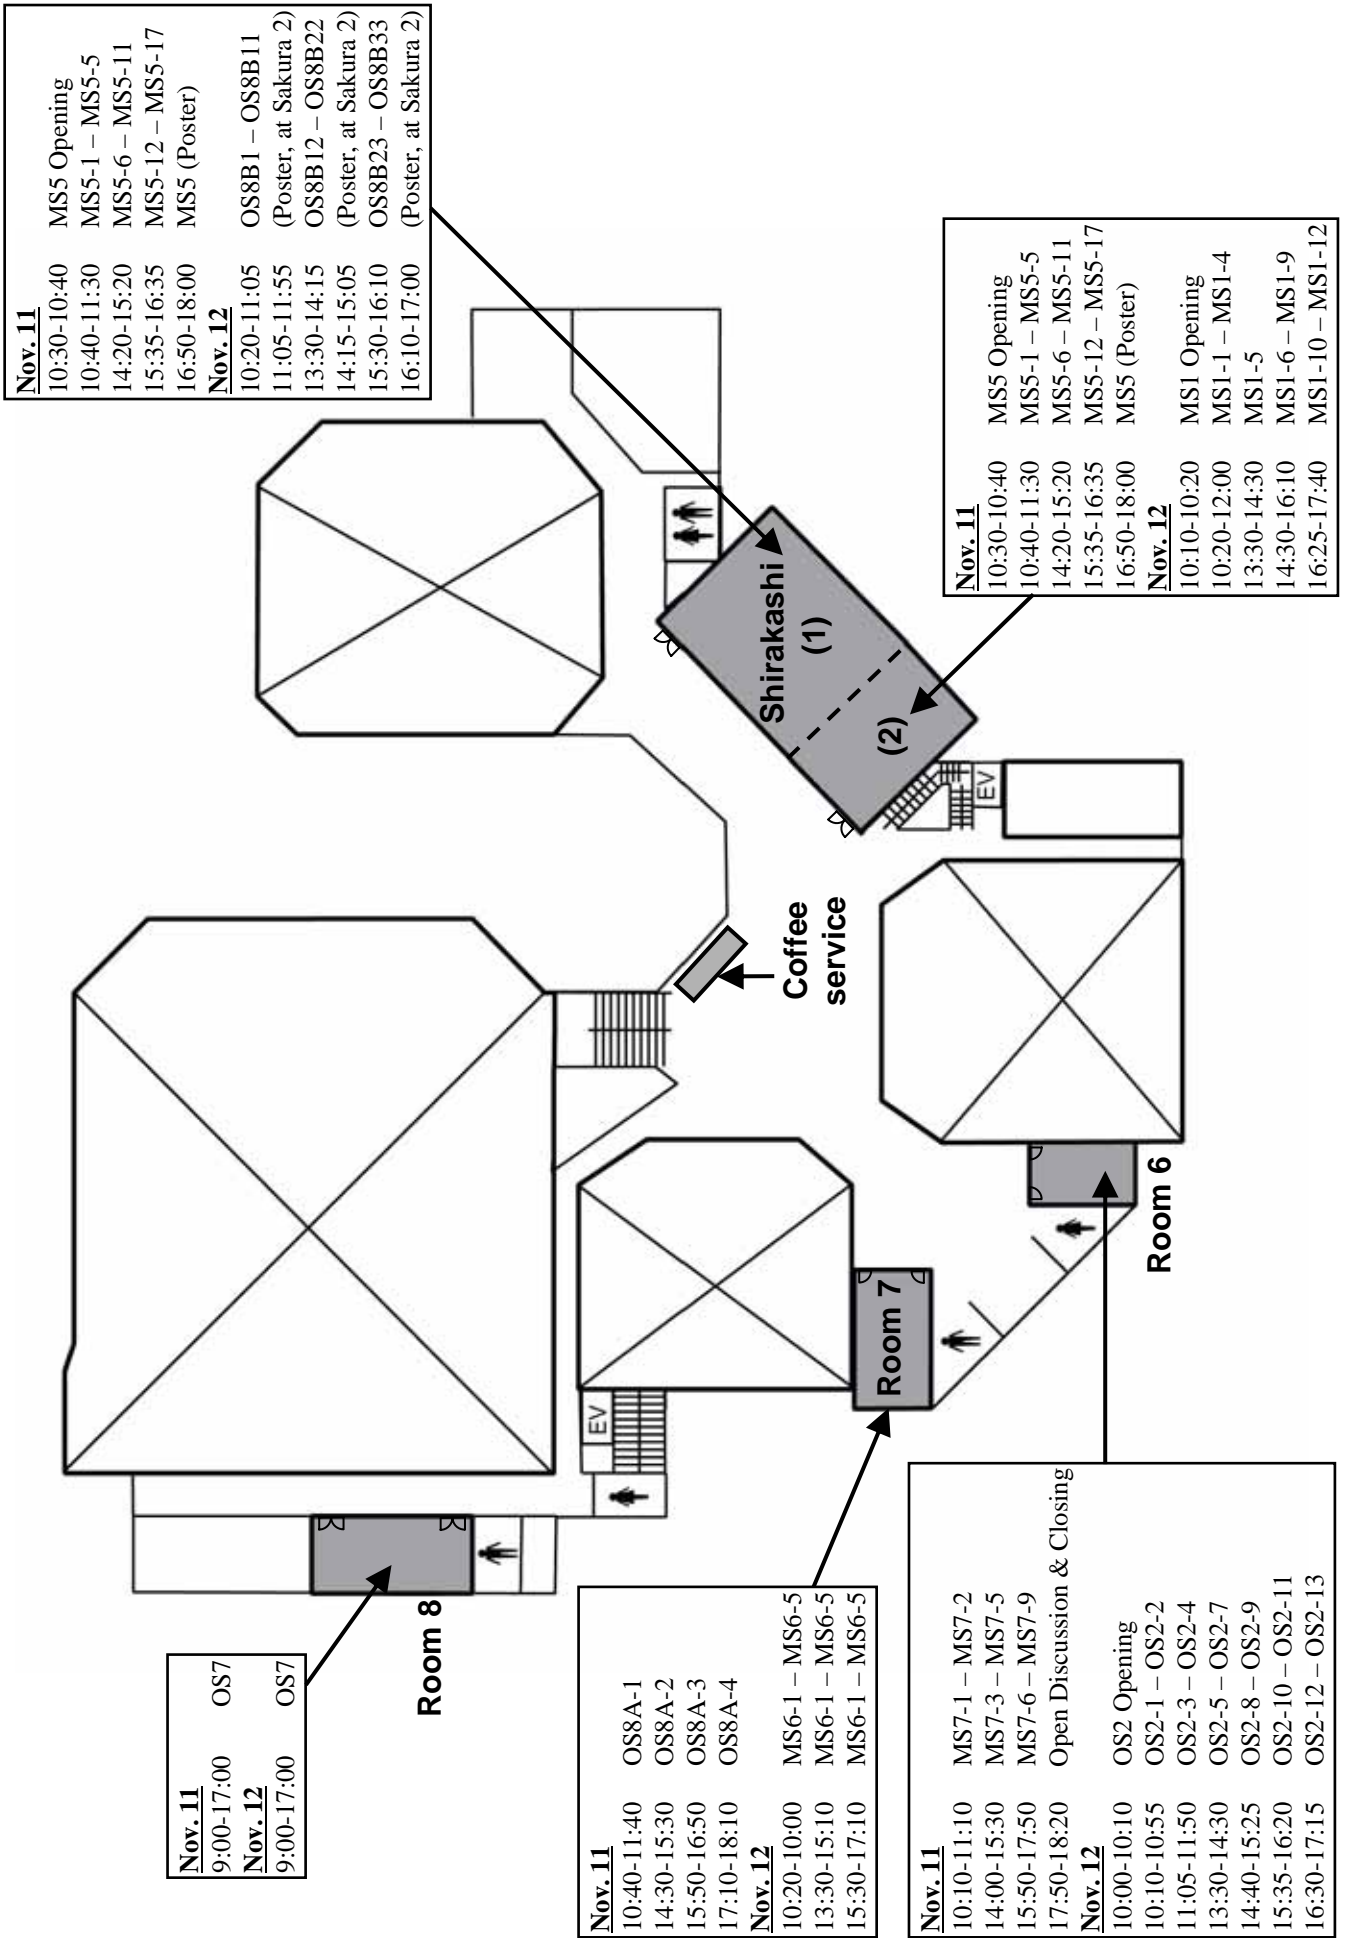 Nov. 11
9:00-17:00 OS7
Nov. 12
9:00-17:00 OS7
Room 8
Nov. 11
10:40-11:40 OS8A-1
14:30-15:30 OS8A-2
15:50-16:50 OS8A-3
17:10-18:10 OS8A-4
Nov. 12
10:20-10:00 MS6-1 – MS6-5
13:30-15:10 MS6-1 – MS6-5
15:30-17:10 MS6-1 – MS6-5
Nov. 11
10:10-11:10 MS7-1 – MS7-2
14:00-15:30 MS7-3 – MS7-5
15:50-17:50 MS7-6 – MS7-9
17:50-18:20 Open Discussion & Closing
Nov. 12
10:00-10:10 OS2 Opening
10:10-10:55 OS2-1 – OS2-2
11:05-11:50 OS2-3 – OS2-4
13:30-14:30 OS2-5 – OS2-7
14:40-15:25 OS2-8 – OS2-9
15:35-16:20 OS2-10 – OS2-11
16:30-17:15 OS2-12 – OS2-13
EV
Room 7
Room 6
Coffee
service
EV
Shirakashi
(1)
(2)
Nov. 11
10:30-10:40 MS5 Opening
10:40-11:30 MS5-1 – MS5-5
14:20-15:20 MS5-6 – MS5-11
15:35-16:35 MS5-12 – MS5-17
16:50-18:00 MS5 (Poster)
Nov. 12
10:20-11:05 OS8B1 – OS8B11
11:05-11:55 (Poster, at Sakura 2)
13:30-14:15 OS8B12 – OS8B22
14:15-15:05 (Poster, at Sakura 2)
15:30-16:10 OS8B23 – OS8B33
16:10-17:00 (Poster, at Sakura 2)
Nov. 11
10:30-10:40 MS5 Opening
10:40-11:30 MS5-1 – MS5-5
14:20-15:20 MS5-6 – MS5-11
15:35-16:35 MS5-12 – MS5-17
16:50-18:00 MS5 (Poster)
Nov. 12
10:10-10:20 MS1 Opening
10:20-12:00 MS1-1 – MS1-4
13:30-14:30 MS1-5
14:30-16:10 MS1-6 – MS1-9
16:25-17:40 MS1-10 – MS1-12